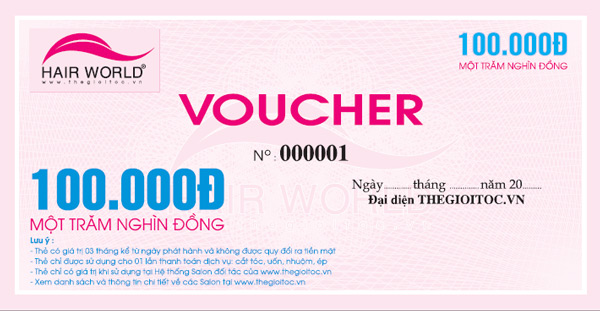 HAIR WORLD®
www.thegioitoc.vn
100.000Đ
MỘT TRĂM NGHÌN ĐỒNG
VOUCHER
Nº : 000001
100.000Đ
MỘT TRĂM NGHÌN ĐỒNG
HAIR WORLD
Ngày ............ tháng ............ năm 20 ........
Đại diện THEGIOITOC.VN
Lưu ý :
- Thẻ có giá trị 03 tháng kể từ ngày phát hành và không được quy đổi ra tiền mặt
- Thẻ chỉ được sử dụng cho 01 lần thanh toán dịch vụ: cắt tóc, uốn, nhuộm, ép
- Thẻ chỉ có giá trị khi sử dụng tại Hệ thống Salon đối tác của www.thegioitoc.vn
- Xem danh sách và thông tin chi tiết về các Salon tại www.thegioitoc.vn